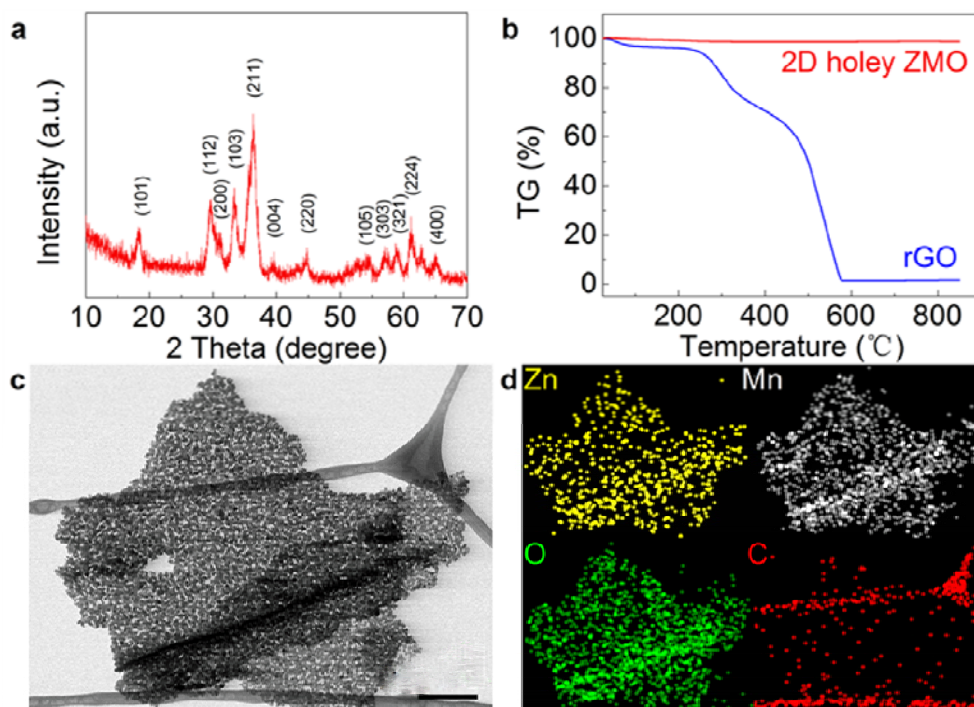 a
Intensity (a.u.)
(101)
(112)
(200)
(103)
(211)
(004)
(220)
(105)
(303)
(321)
(224)
(400)
10 20 30 40 50 60 70
2 Theta (degree)
b
TG (%)
100
80
60
40
20
0
2D holey ZMO
rGO
200 400 600 800
Temperature (℃)
c
d
Zn
Mn
O
C